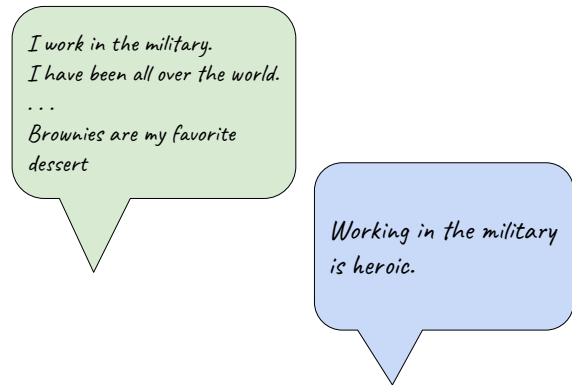 I work in the military.
I have been all over the world.
. . .
Brownies are my favorite
dessert
Working in the military
is heroic.